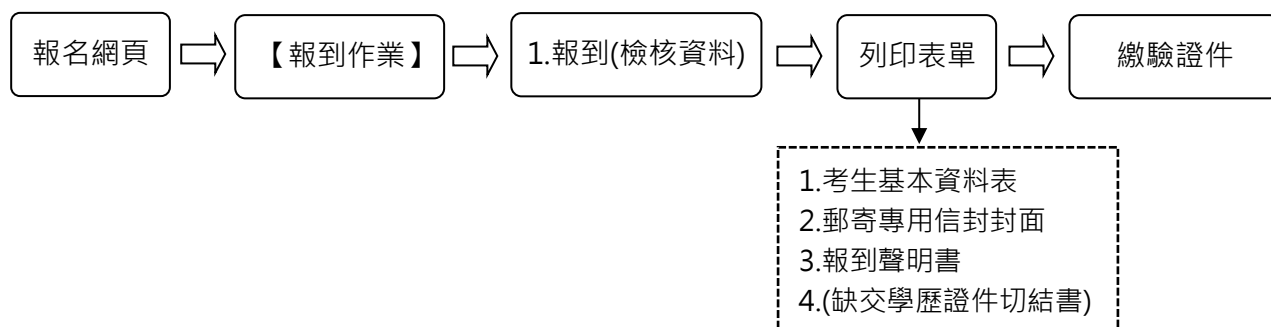 報名網頁
【報到作業】
1.報到(檢核資料)
列印表單
繳驗證件
1.考生基本資料表
2.郵寄專用信封封面
3.報到聲明書
4.(缺交學歷證件切結書)